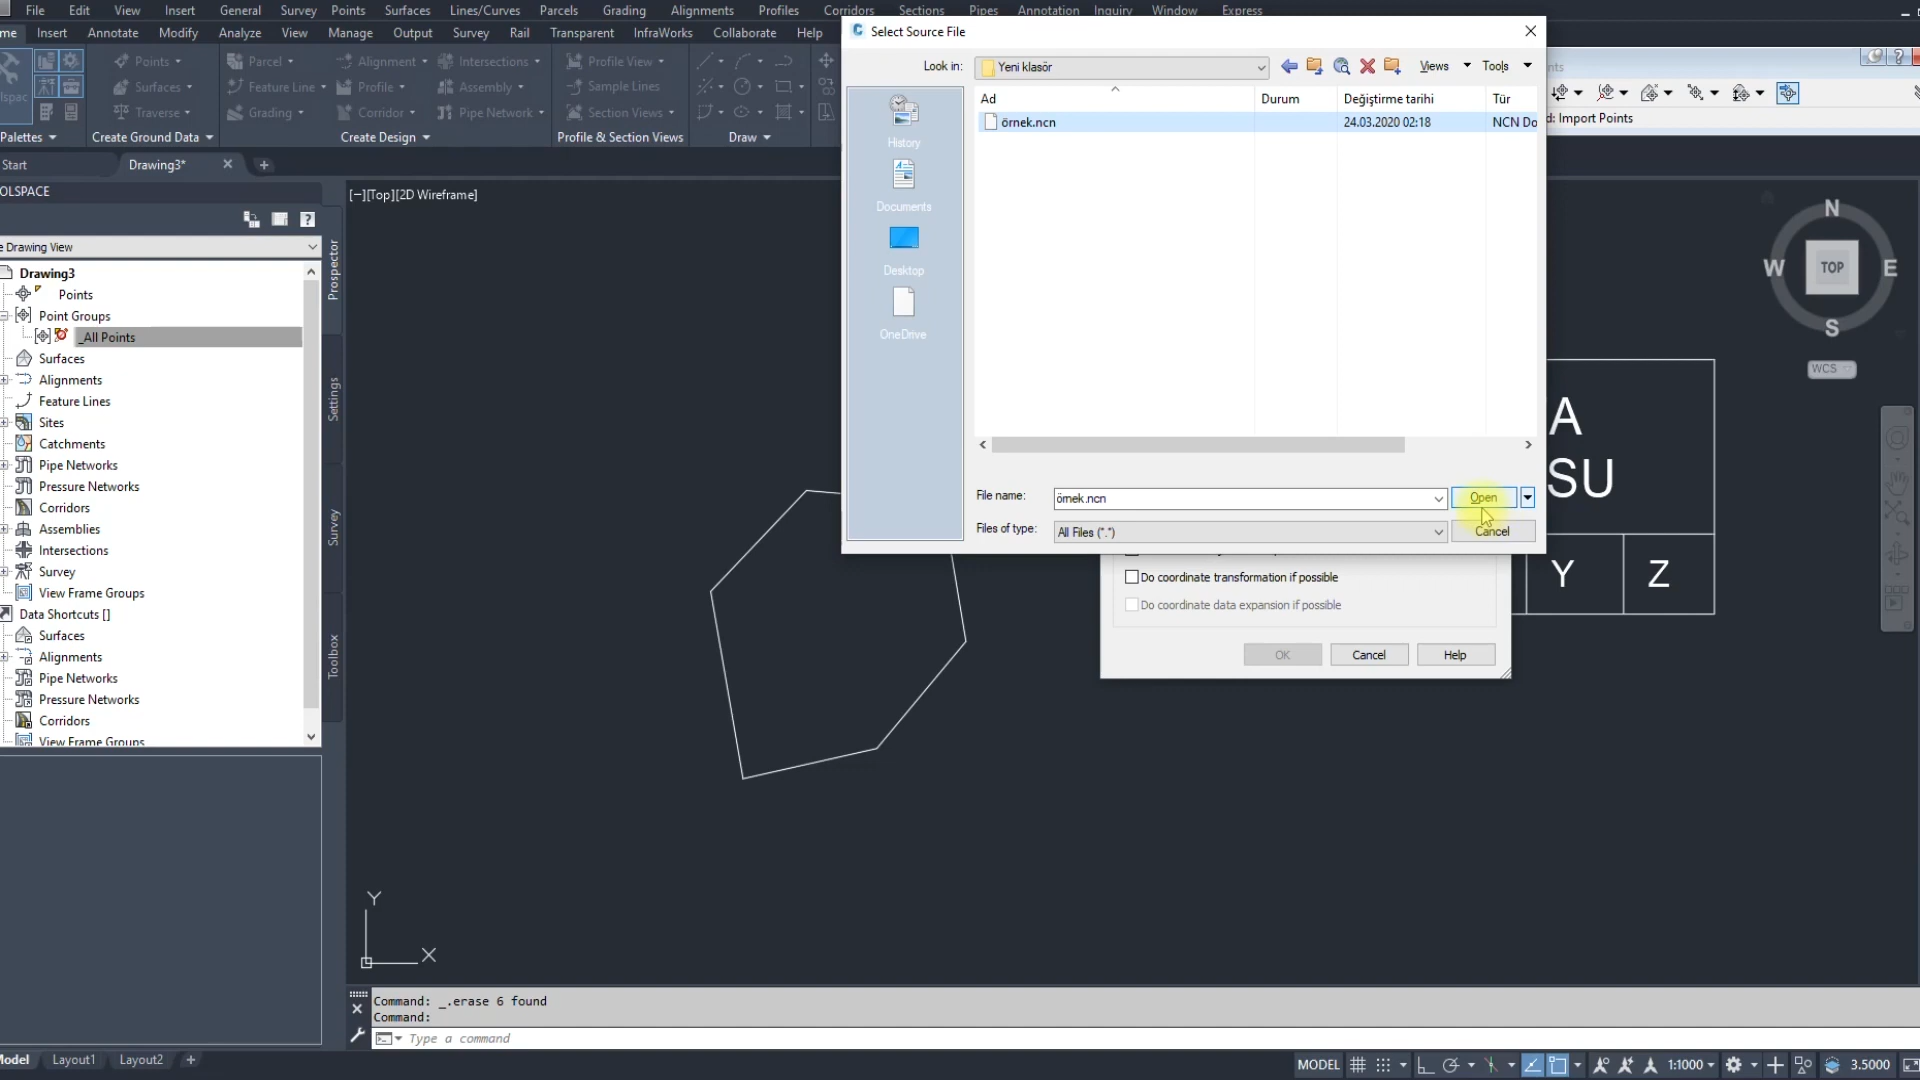 File Edit View Insert General Survey Points Surfaces Lines/Curves Parcels Grading Alignments Profiles Corridors Sections Pipes Annotation Inquiry Window Express
me Insert Annotate Modify Analyze View Manage Output Survey Rail Transparent InfraWorks Collaborate Help
Points Parcel Alignment Intersections Profile View
Surfaces Feature Line Profile Assembly Sample Lines
Traverse Grading Corridor Pipe Network Section Views
Palettes Create Ground Data Create Design Profile & Section Views Draw
Start Drawing3* +
OLSPACE
e Drawing View
Drawing3
Points
Point Groups
_All Points
Surfaces
Alignments
Feature Lines
Sites
Catchments
Pipe Networks
Pressure Networks
Corridors
Assemblies
Intersections
Survey
View Frame Groups
Data Shortcuts []
Surfaces
Alignments
Pipe Networks
Pressure Networks
Corridors
View Frame Groups
Prospector
Settings
Survey
Toolbox
[−][Top][2D Wireframe]
Select Source File
Look in: Yeni klasör Views Tools
Ad Durum Değiştirme tarihi Tür
örnek.ncn 24.03.2020 02:18 NCN Do
History
Documents
Desktop
OneDrive
File name: örnek.ncn Open
Files of type: All Files (*.*) Cancel
Do coordinate transformation if possible
Do coordinate data expansion if possible
OK Cancel Help
nts
d: Import Points
N
W TOP E
S
WCS
A
SU
Y Z
Y
X
Command: _.erase 6 found
Command:
Type a command
Model Layout1 Layout2 +
MODEL 1:1000 3.5000